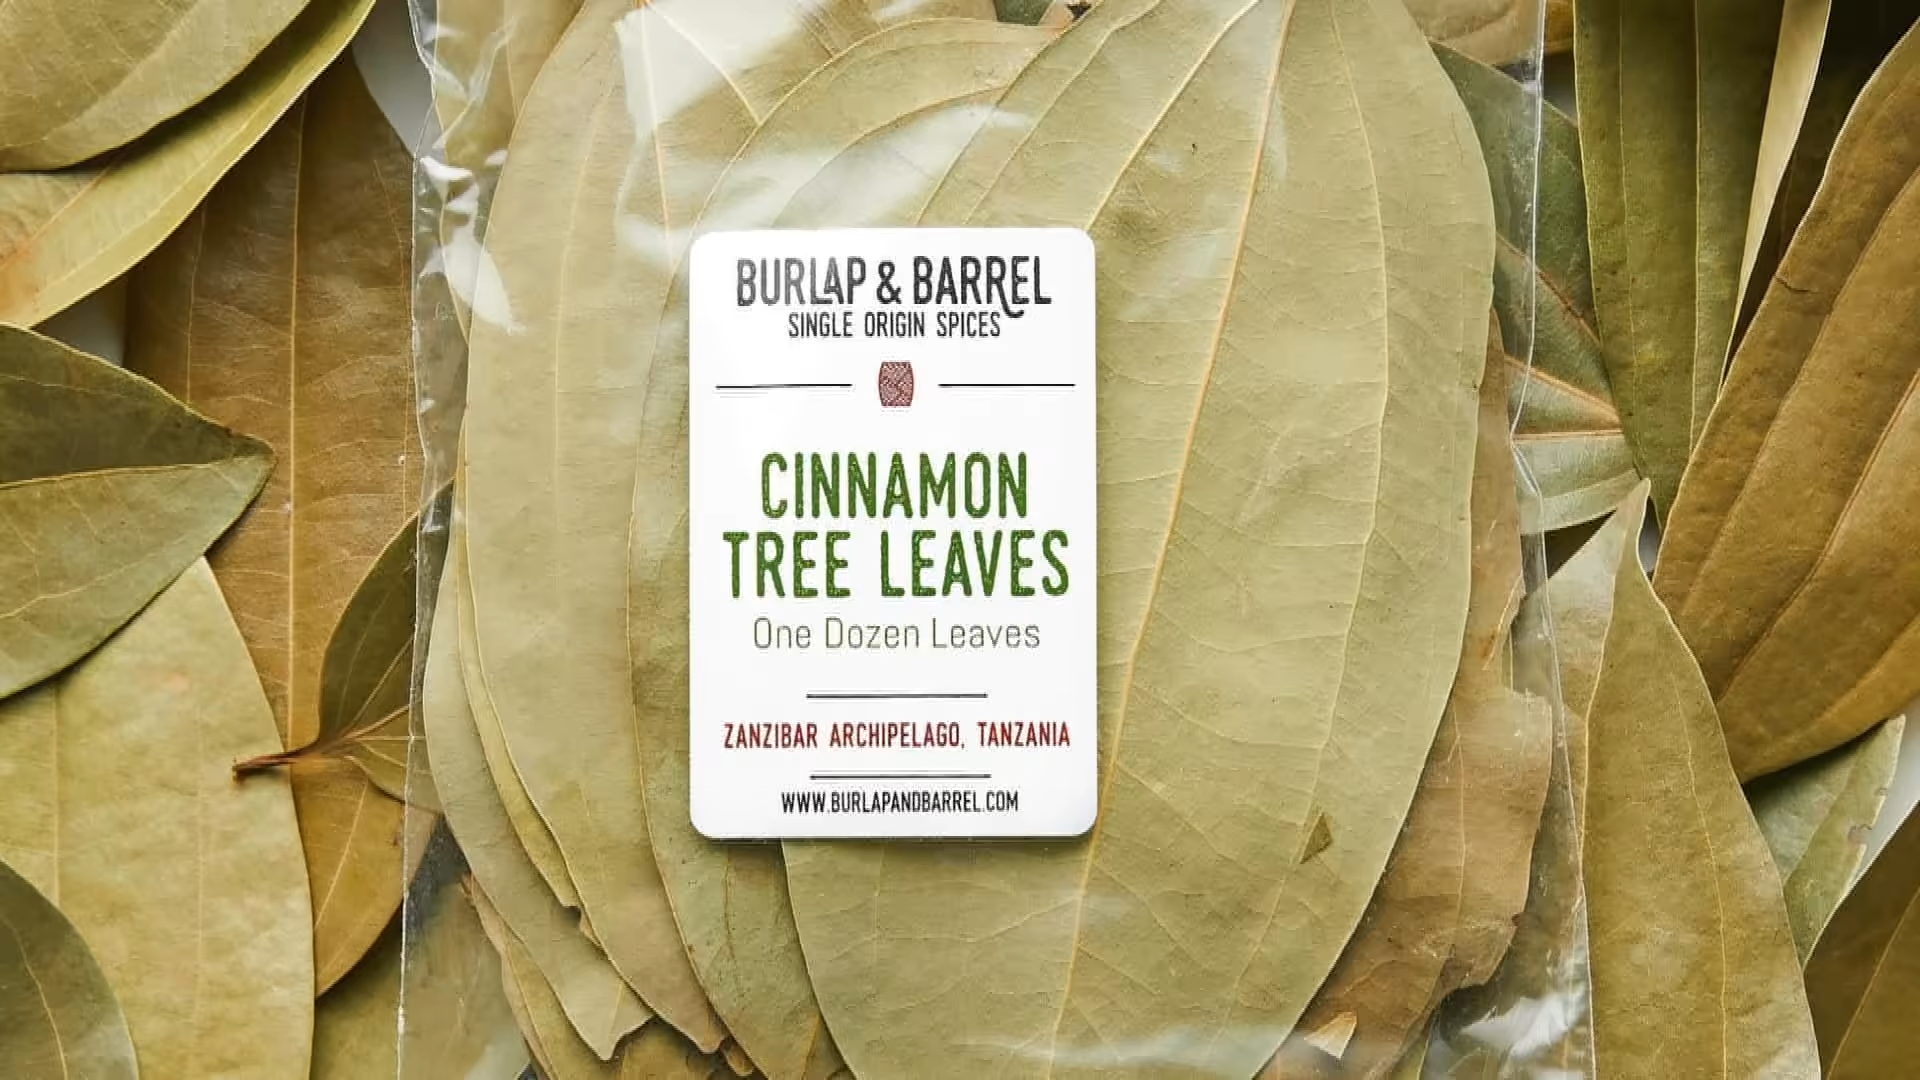 BURLAP & BARREL
SINGLE ORIGIN SPICES
CINNAMON
TREE LEAVES
One Dozen Leaves
ZANZIBAR ARCHIPELAGO, TANZANIA
WWW.BURLAPANDBARREL.COM